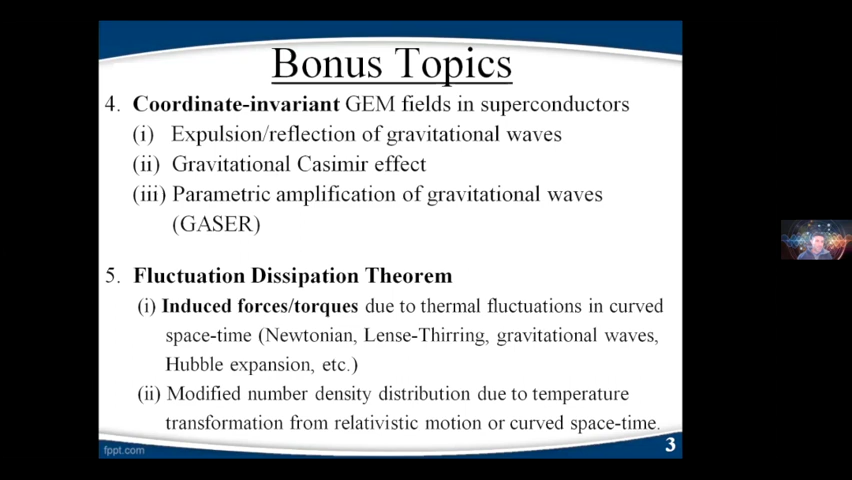 Bonus Topics
4. Coordinate-invariant GEM fields in superconductors
(i) Expulsion/reflection of gravitational waves
(ii) Gravitational Casimir effect
(iii) Parametric amplification of gravitational waves
(GASER)
5. Fluctuation Dissipation Theorem
(i) Induced forces/torques due to thermal fluctuations in curved
space-time (Newtonian, Lense-Thirring, gravitational waves,
Hubble expansion, etc.)
(ii) Modified number density distribution due to temperature
transformation from relativistic motion or curved space-time.
fppt.com
3